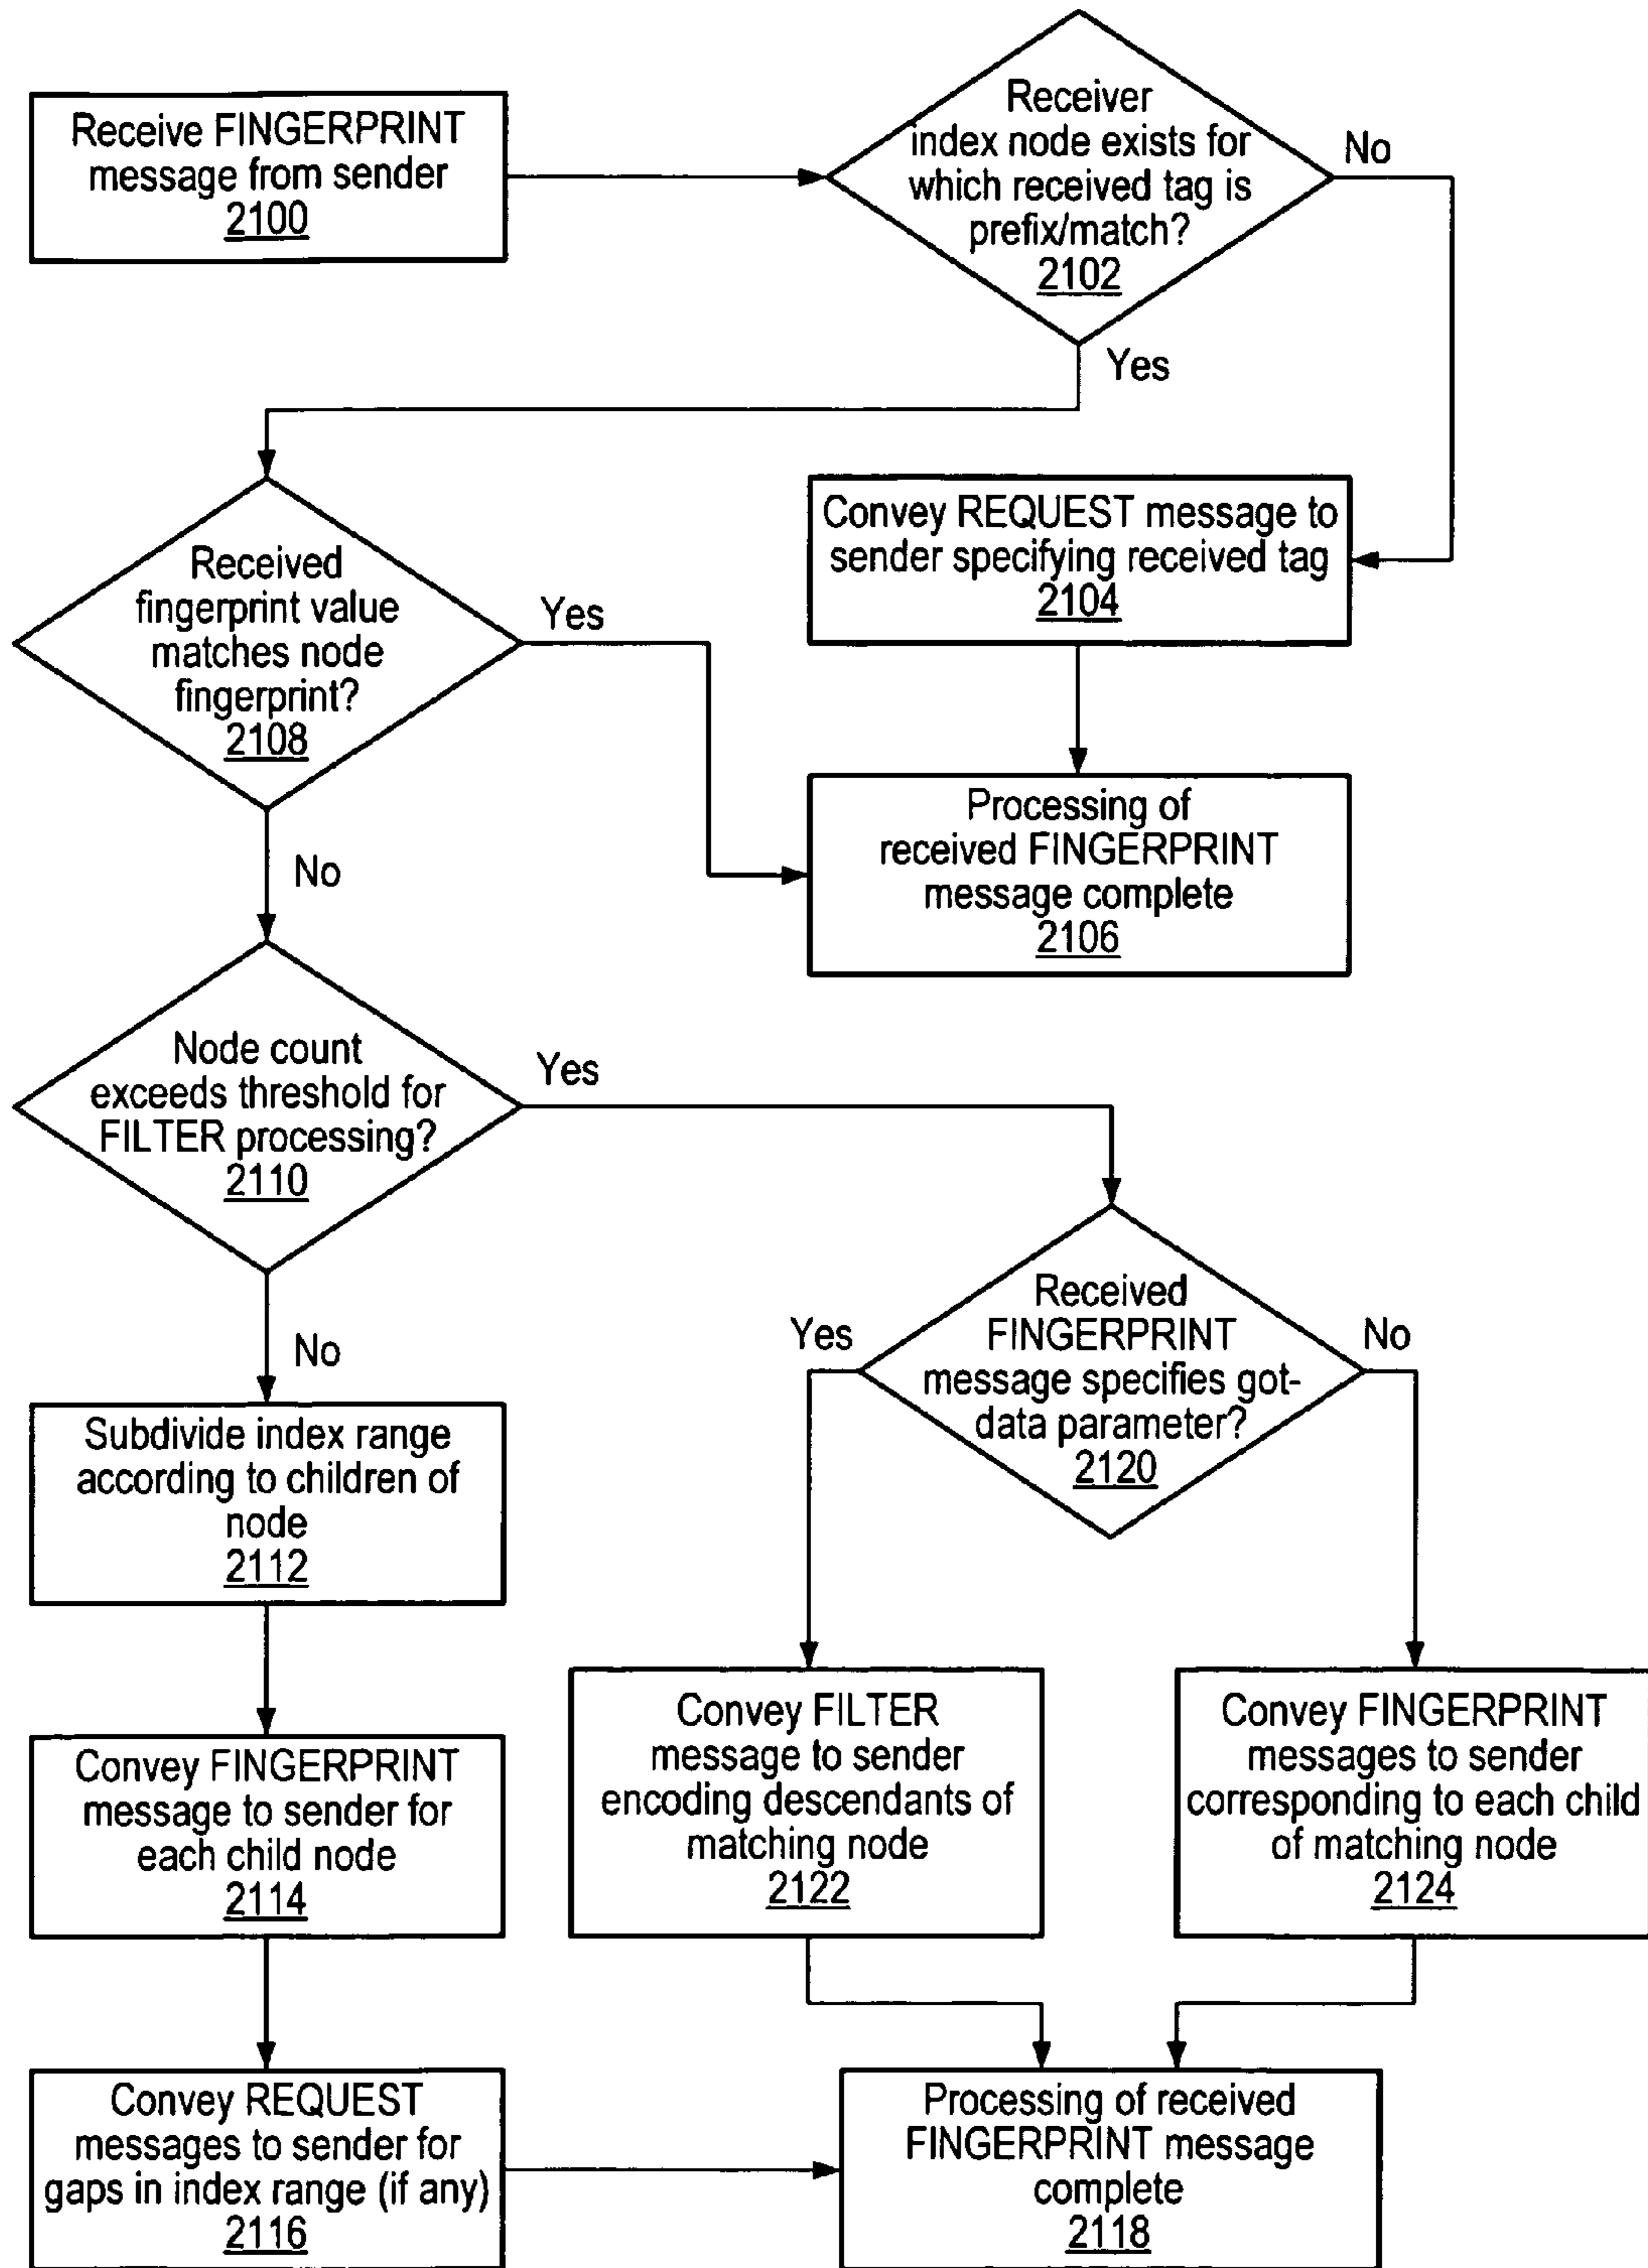 Receive FINGERPRINT
message from sender
2100
Receiver
index node exists for
which received tag is
prefix/match?
2102
No
Yes
Convey REQUEST message to
sender specifying received tag
2104
Received
fingerprint value
matches node
fingerprint?
2108
Yes
No
Processing of
received FINGERPRINT
message complete
2106
Node count
exceeds threshold for
FILTER processing?
2110
Yes
No
Received
FINGERPRINT
message specifies got-
data parameter?
2120
Yes
No
Subdivide index range
according to children of
node
2112
Convey FINGERPRINT
message to sender for
each child node
2114
Convey FILTER
message to sender
encoding descendants of
matching node
2122
Convey FINGERPRINT
messages to sender
corresponding to each child
of matching node
2124
Convey REQUEST
messages to sender for
gaps in index range (if any)
2116
Processing of received
FINGERPRINT message
complete
2118